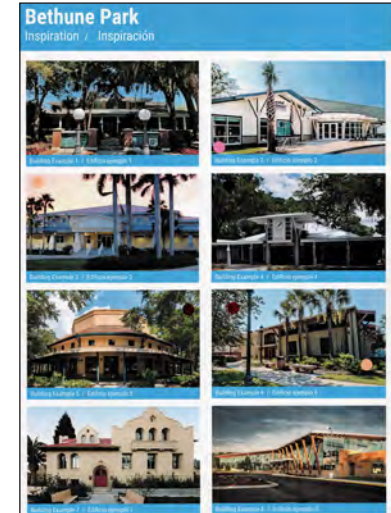 Bethune Park
Inspiration / Inspiración
Building Example 1 / Edificio ejemplo 1
Building Example 2 / Edificio ejemplo 2
Building Example 3 / Edificio ejemplo 3
Building Example 4 / Edificio ejemplo 4
Building Example 5 / Edificio ejemplo 5
Building Example 6 / Edificio ejemplo 6
Building Example 7 / Edificio ejemplo 7
Building Example 8 / Edificio ejemplo